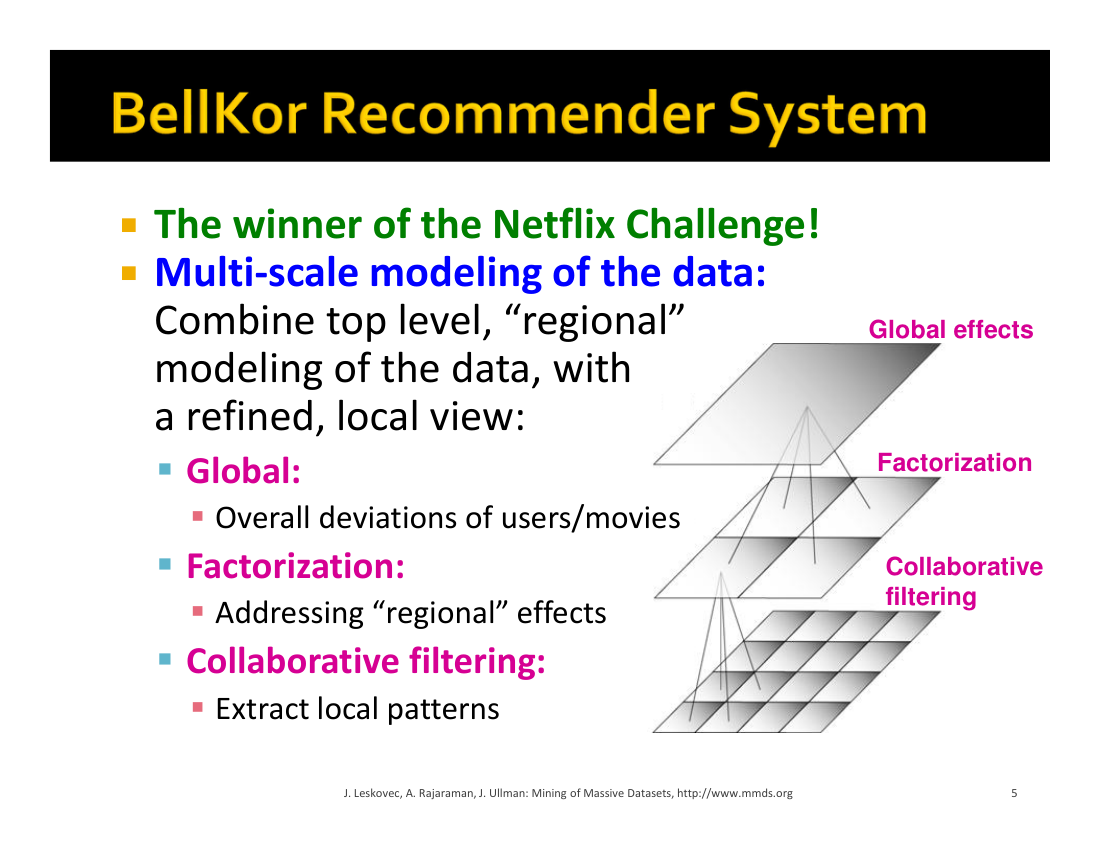 BellKor Recommender System
The winner of the Netflix Challenge!
Multi-scale modeling of the data:
Combine top level, “regional”
modeling of the data, with
a refined, local view:
Global:
Overall deviations of users/movies
Factorization:
Addressing “regional” effects
Collaborative filtering:
Extract local patterns
Global effects
Factorization
Collaborative
filtering
J. Leskovec, A. Rajaraman, J. Ullman: Mining of Massive Datasets, http://www.mmds.org
5